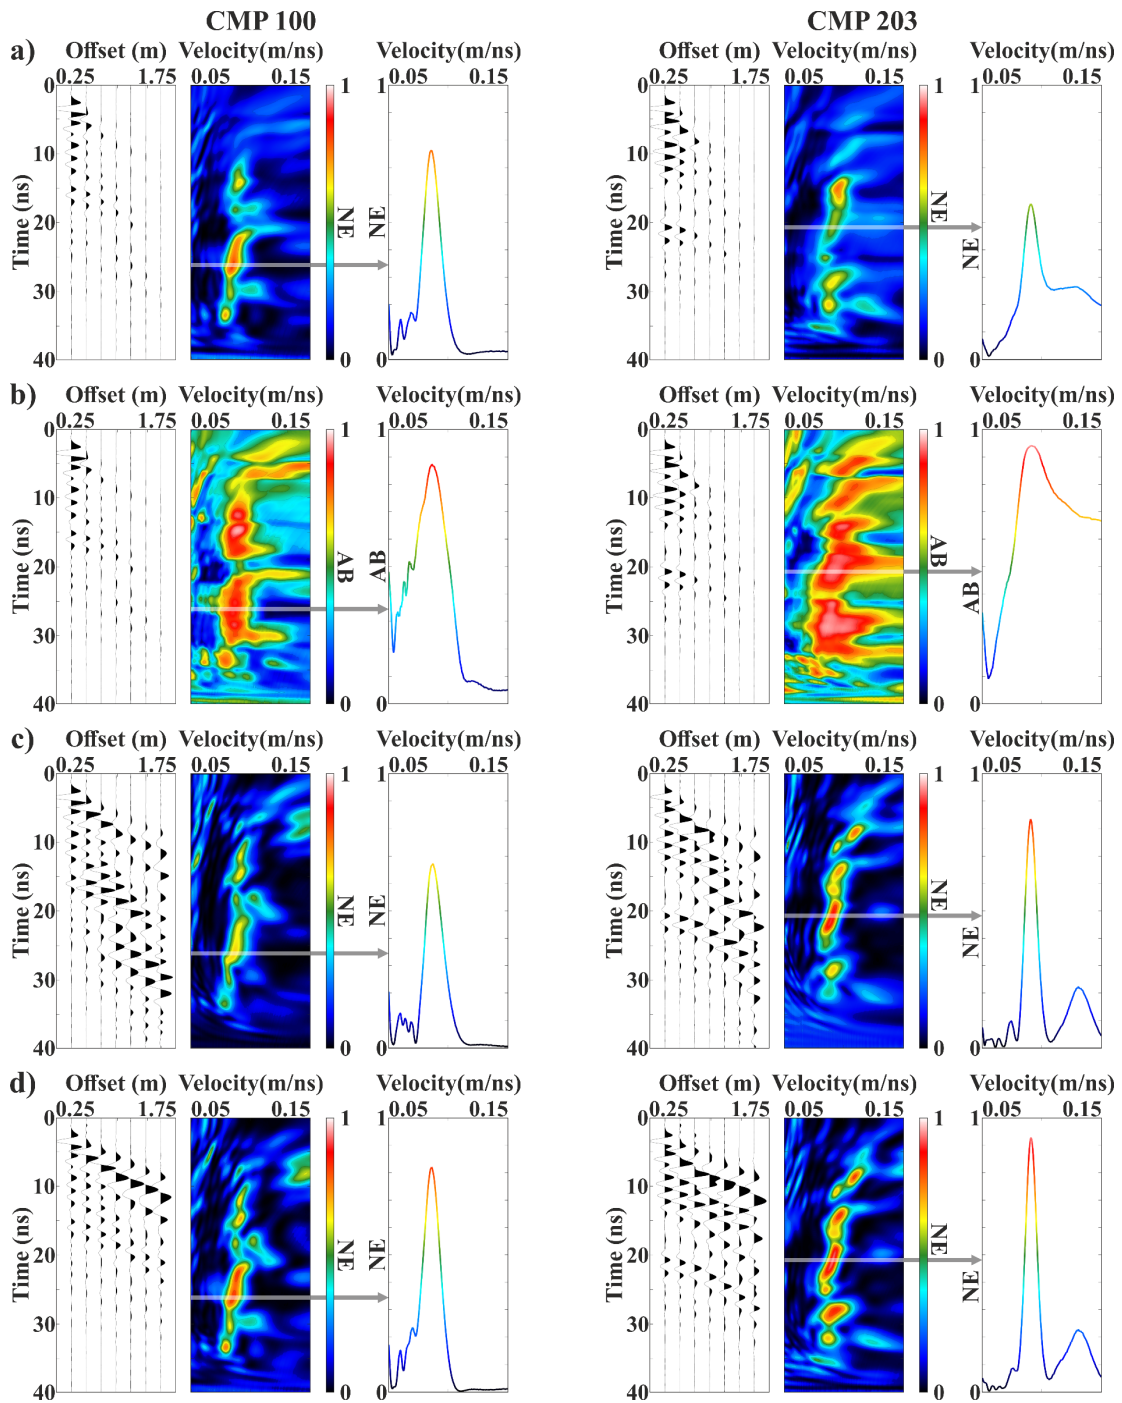 CMP 100 CMP 203
a) Offset (m) Velocity(m/ns) Velocity(m/ns) Offset (m) Velocity(m/ns) Velocity(m/ns)
0.25 1.75 0.05 0.15 0.05 0.15 0.25 1.75 0.05 0.15 0.05 0.15
0 1 1 0 1 1
10 10
Time (ns) 20 NE NE Time (ns) 20 NE NE
30 30
40 0 0 40 0 0
b) Offset (m) Velocity(m/ns) Velocity(m/ns) Offset (m) Velocity(m/ns) Velocity(m/ns)
0.25 1.75 0.05 0.15 0.05 0.15 0.25 1.75 0.05 0.15 0.05 0.15
0 1 1 0 1 1
10 10
Time (ns) 20 AB AB Time (ns) 20 AB AB
30 30
40 0 0 40 0 0
c) Offset (m) Velocity(m/ns) Velocity(m/ns) Offset (m) Velocity(m/ns) Velocity(m/ns)
0.25 1.75 0.05 0.15 0.05 0.15 0.25 1.75 0.05 0.15 0.05 0.15
0 1 1 0 1 1
10 10
Time (ns) 20 NE NE Time (ns) 20 NE NE
30 30
40 0 0 40 0 0
d) Offset (m) Velocity(m/ns) Velocity(m/ns) Offset (m) Velocity(m/ns) Velocity(m/ns)
0.25 1.75 0.05 0.15 0.05 0.15 0.25 1.75 0.05 0.15 0.05 0.15
0 1 1 0 1 1
10 10
Time (ns) 20 NE NE Time (ns) 20 NE NE
30 30
40 0 0 40 0 0